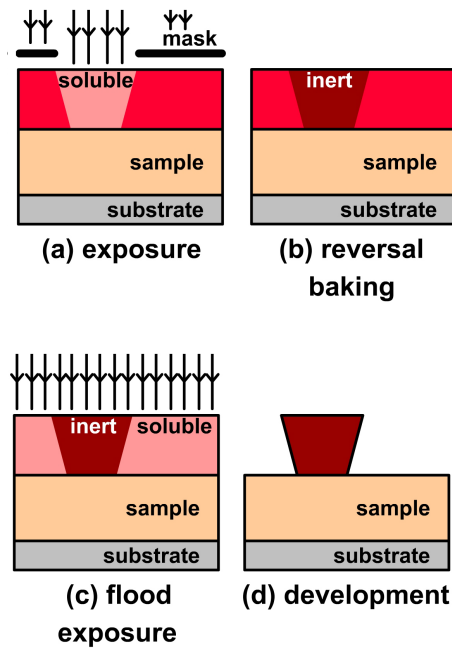 mask
soluble
sample
substrate
(a) exposure
inert
sample
substrate
(b) reversal
baking
inert
soluble
sample
substrate
(c) flood
exposure
sample
substrate
(d) development